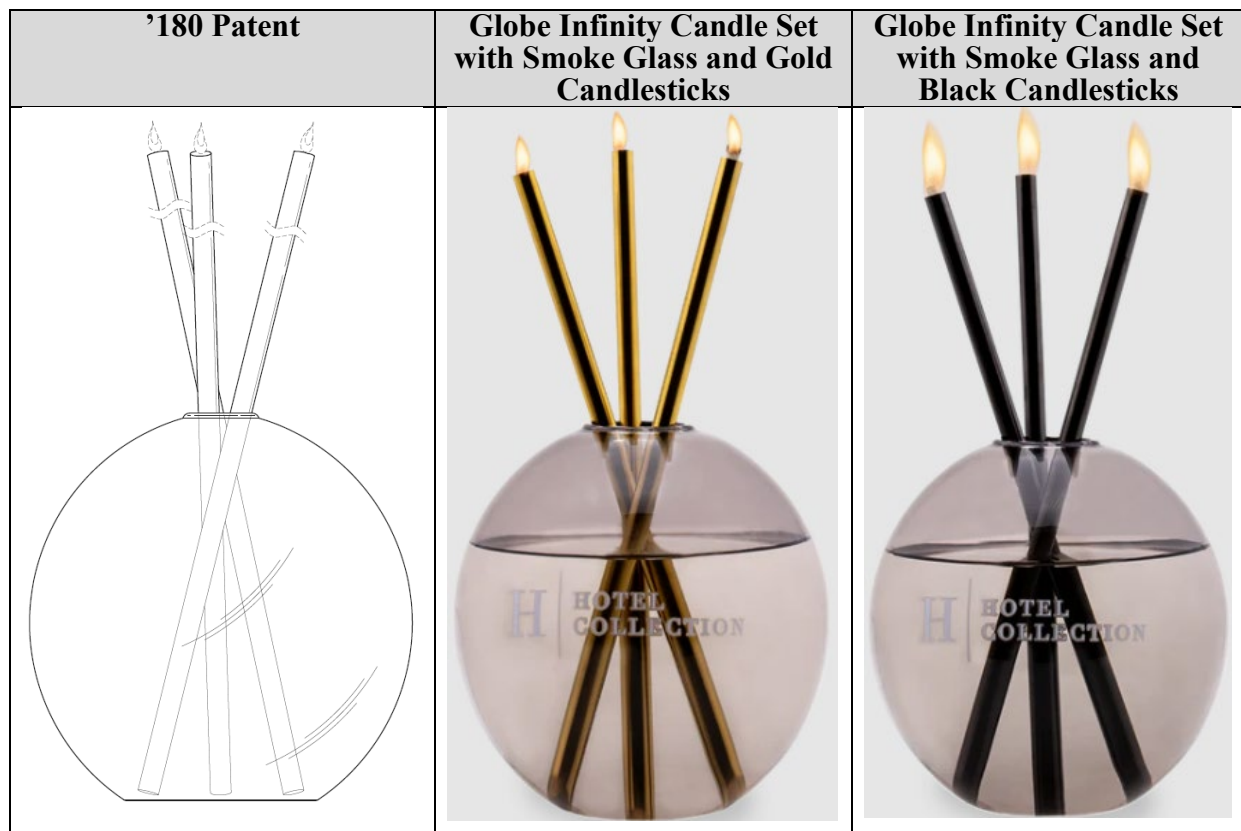 ’180 Patent
Globe Infinity Candle Set
with Smoke Glass and Gold
Candlesticks
Globe Infinity Candle Set
with Smoke Glass and
Black Candlesticks
H HOTEL
COLLECTION
H HOTEL
COLLECTION